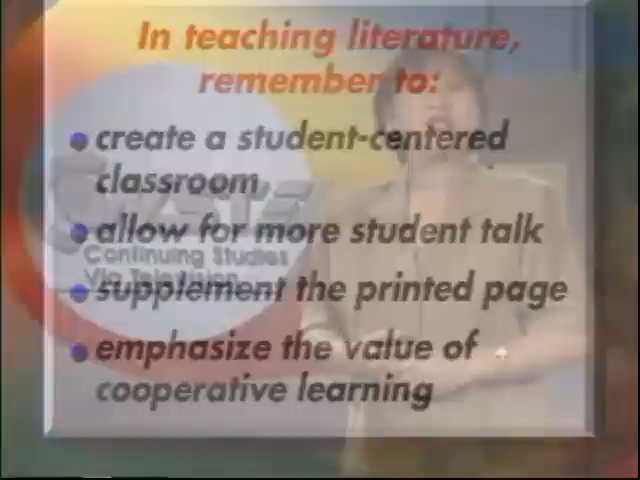 In teaching literature,
remember to:
create a student-centered
classroom
allow for more student talk
Continuing Studies
Via Television
supplement the printed page
emphasize the value of
cooperative learning